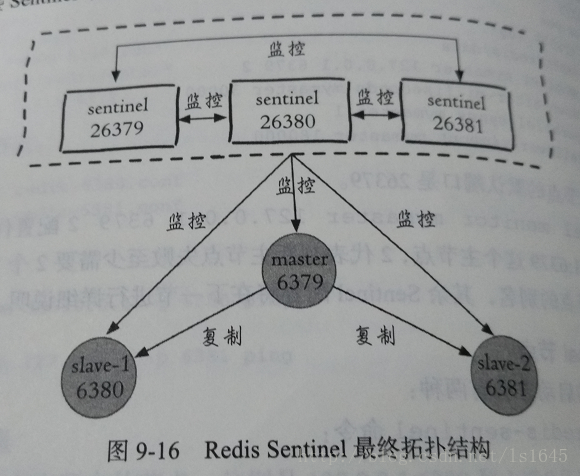 监控
sentinel
26379
监控
sentinel
26380
监控
sentinel
26381
监控
监控
监控
master
6379
复制
复制
slave-1
6380
slave-2
6381
图 9-16 Redis Sentinel 最终拓扑结构